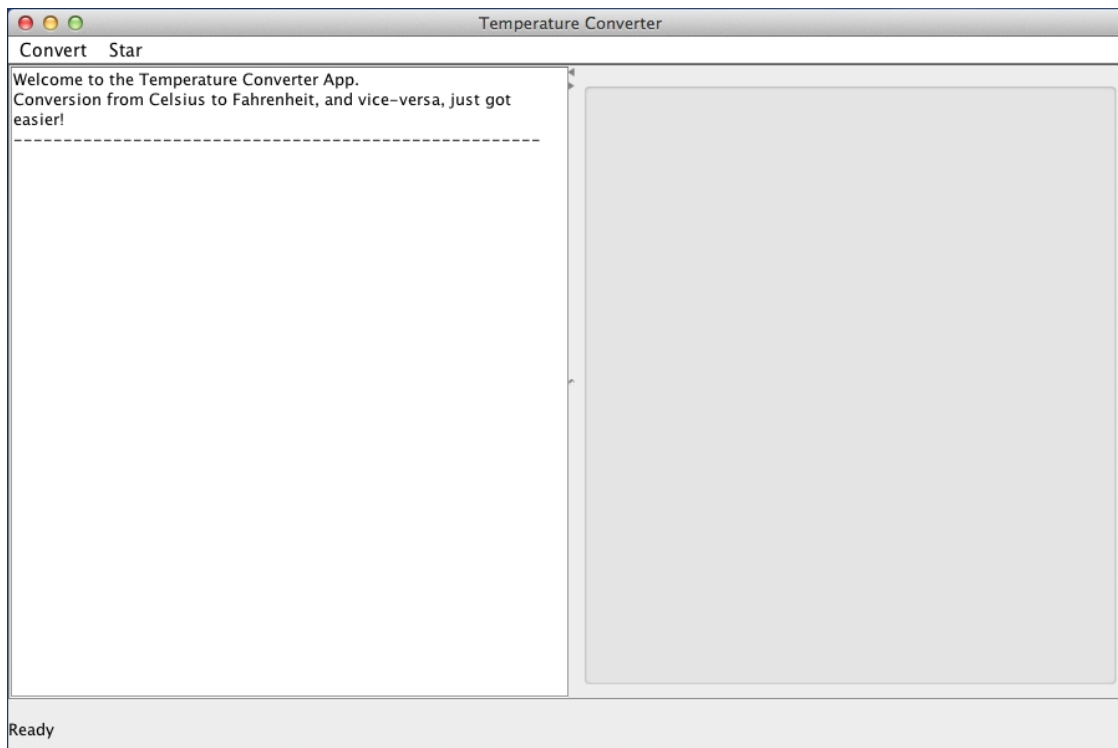 Temperature Converter
Convert Star
Welcome to the Temperature Converter App.
Conversion from Celsius to Fahrenheit, and vice-versa, just got
easier!
-----------------------------------------------------
Ready